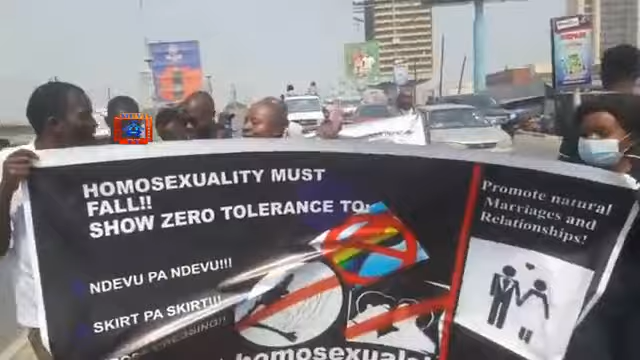 HOMOSEXUALITY MUST
FALL!!
SHOW ZERO TOLERANCE TO:
NDEVU PA NDEVU!!!
SKIRT PA SKIRT!!!
homosexuals
Promote natural
Marriages and
Relationships!